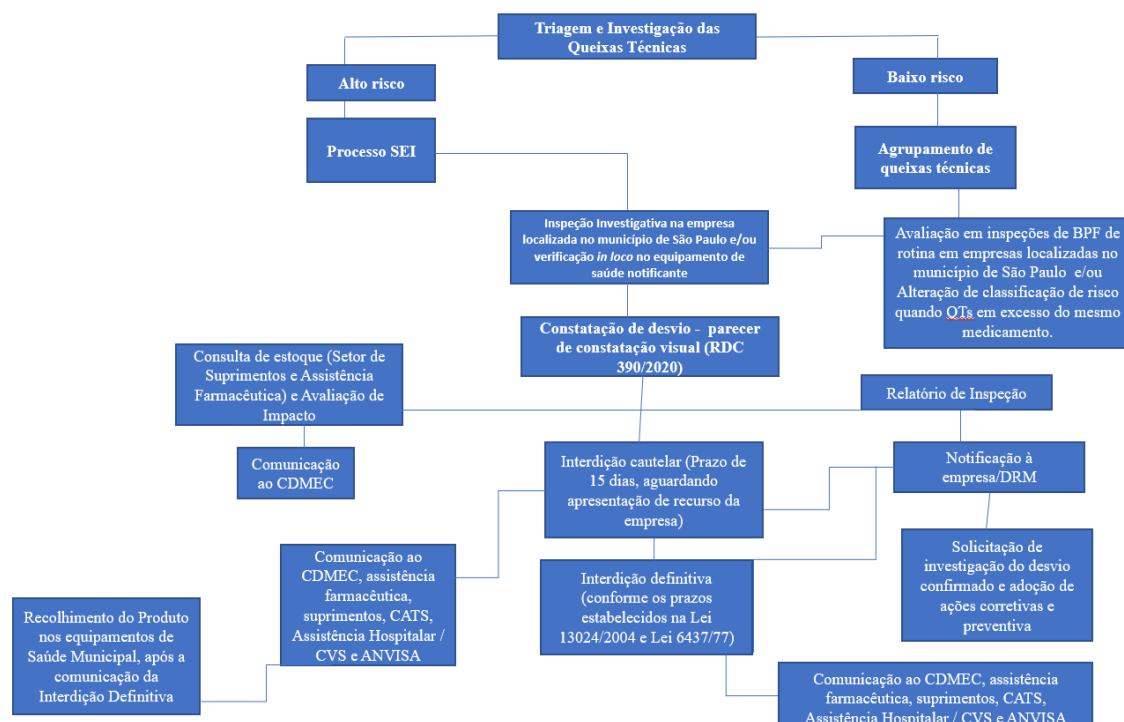 Triagem e Investigação das
Queixas Técnicas
Alto risco
Baixo risco
Processo SEI
Agrupamento de
queixas técnicas
Inspeção Investigativa na empresa
localizada no município de São Paulo e/ou
verificação in loco no equipamento de
saúde notificante
Avaliação em inspeções de BPF de
rotina em empresas localizadas no
município de São Paulo e/ou
Alteração de classificação de risco
quando QTs em excesso do mesmo
medicamento.
Constatação de desvio - parecer
de constatação visual (RDC
390/2020)
Consulta de estoque (Setor de
Suprimentos e Assistência
Farmacêutica) e Avaliação de
Impacto
Relatório de Inspeção
Comunicação
ao CDMEC
Interdição cautelar (Prazo de
15 dias, aguardando
apresentação de recurso da
empresa)
Notificação à
empresa/DRM
Solicitação de
investigação do desvio
confirmado e adoção de
ações corretivas e
preventiva
Comunicação ao
CDMEC, assistência
farmacêutica,
suprimentos, CATS,
Assistência Hospitalar /
CVS e ANVISA
Interdição definitiva
(conforme os prazos
estabelecidos na Lei
13024/2004 e Lei 6437/77)
Recolhimento do Produto
nos equipamentos de
Saúde Municipal, após a
comunicação da
Interdição Definitiva
Comunicação ao CDMEC, assistência
farmacêutica, suprimentos, CATS,
Assistência Hospitalar / CVS e ANVISA